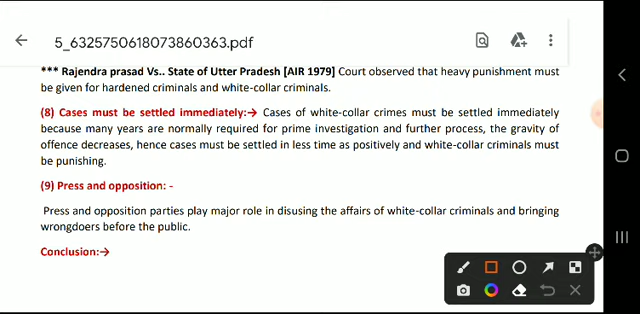 5_6325750618073860363.pdf
*** Rajendra prasad Vs.. State of Utter Pradesh [AIR 1979] Court observed that heavy punishment must
be given for hardened criminals and white-collar criminals.
(8) Cases must be settled immediately:→ Cases of white-collar crimes must be settled immediately
because many years are normally required for prime investigation and further process, the gravity of
offence decreases, hence cases must be settled in less time as positively and white-collar criminals must
be punishing.
(9) Press and opposition: -
Press and opposition parties play major role in disusing the affairs of white-collar criminals and bringing
wrongdoers before the public.
Conclusion:→